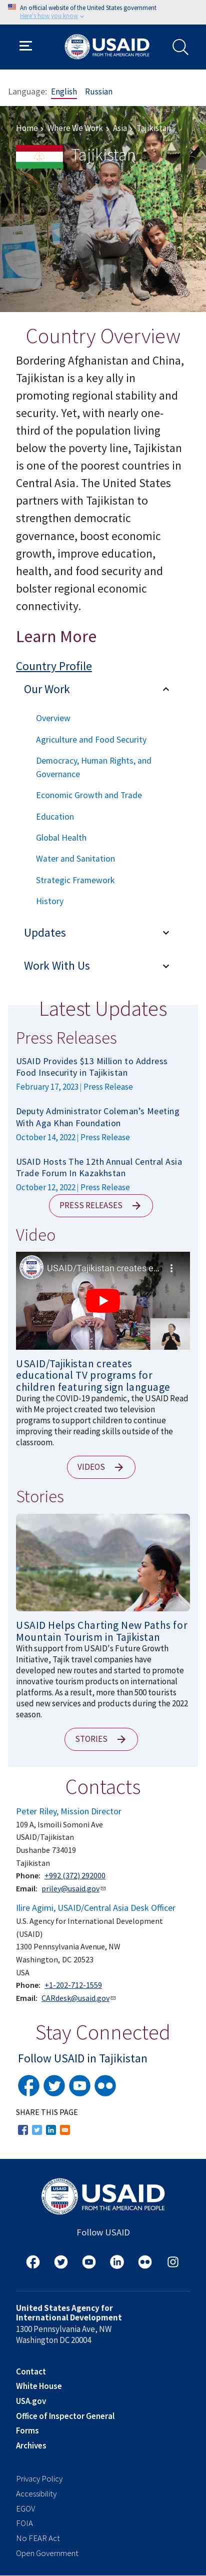 An official website of the United States government
Here's how you know
USAID
FROM THE AMERICAN PEOPLE
Language: English Russian
Home › Where We Work › Asia › Tajikistan
Tajikistan
Country Overview
Bordering Afghanistan and China,
Tajikistan is a key ally in
promoting regional stability and
security. Yet, with nearly one-
third of the population living
below the poverty line, Tajikistan
is one of the poorest countries in
Central Asia. The United States
partners with Tajikistan to
strengthen democratic
governance, boost economic
growth, improve education,
health, and food security and
bolster regional economic
connectivity.
Learn More
Country Profile
Our Work
Overview
Agriculture and Food Security
Democracy, Human Rights, and
Governance
Economic Growth and Trade
Education
Global Health
Water and Sanitation
Strategic Framework
History
Updates
Work With Us
Latest Updates
Press Releases
USAID Provides $13 Million to Address
Food Insecurity in Tajikistan
February 17, 2023 | Press Release
Deputy Administrator Coleman's Meeting
With Aga Khan Foundation
October 14, 2022 | Press Release
USAID Hosts The 12th Annual Central Asia
Trade Forum In Kazakhstan
October 12, 2022 | Press Release
PRESS RELEASES
Video
USAID/Tajikistan creates e...
USAID/Tajikistan creates
educational TV programs for
children featuring sign language
During the COVID-19 pandemic, the USAID Read
with Me project created two television
programs to support children to continue
improving their reading skills outside of the
classroom.
VIDEOS
Stories
USAID Helps Charting New Paths for
Mountain Tourism in Tajikistan
With support from USAID's Future Growth
Initiative, Tajik travel companies have
developed new routes and started to promote
their innovative tourism products on international
platforms. As a result, more than 500 tourists
used new services and products during the 2022
season.
STORIES
Contacts
Peter Riley, Mission Director
109 A, Ismoili Somoni Ave
USAID/Tajikistan
Dushanbe 734019
Tajikistan
Phone: +992 (372) 292000
Email: priley@usaid.gov
Ilire Agimi, USAID/Central Asia Desk Officer
U.S. Agency for International Development
(USAID)
1300 Pennsylvania Avenue, NW
Washington, DC 20523
USA
Phone: +1-202-712-1559
Email: CARdesk@usaid.gov
Stay Connected
Follow USAID in Tajikistan
SHARE THIS PAGE
USAID
FROM THE AMERICAN PEOPLE
Follow USAID
United States Agency for
International Development
1300 Pennsylvania Ave, NW
Washington DC 20004
Contact
White House
USA.gov
Office of Inspector General
Forms
Archives
Privacy Policy
Accessibility
EGOV
FOIA
No FEAR Act
Open Government